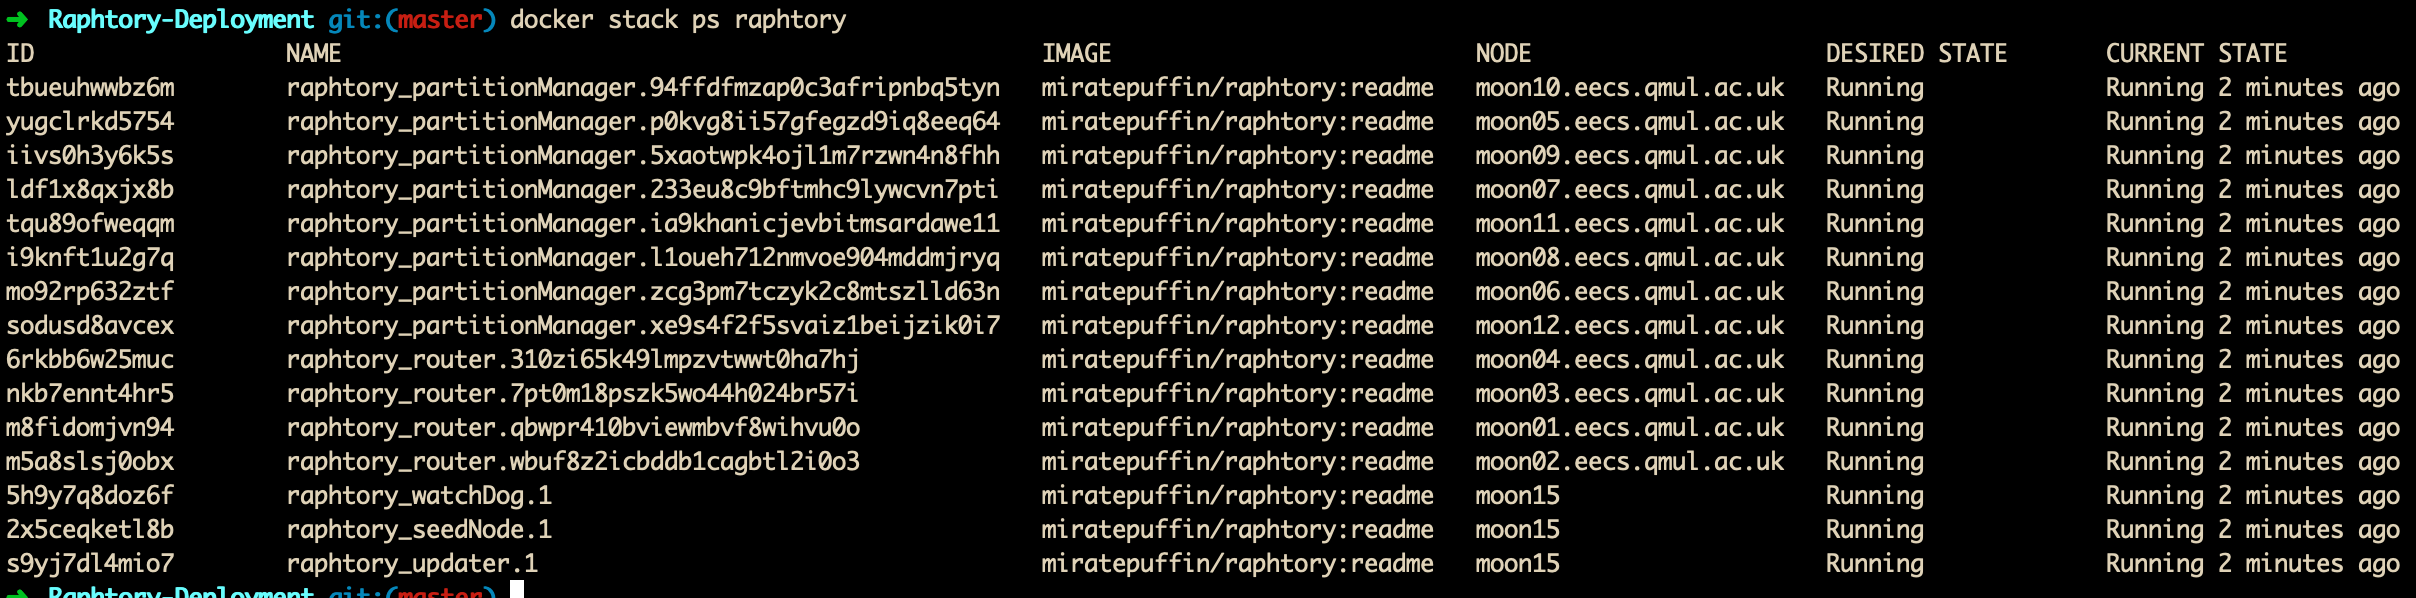 ➜ Raphtory-Deployment git:(master) docker stack ps raphtory
ID NAME IMAGE NODE DESIRED STATE CURRENT STATE
tbueuhwwbz6m raphtory_partitionManager.94ffdfmzap0c3afripnbq5tyn miratepuffin/raphtory:readme moon10.eecs.qmul.ac.uk Running Running 2 minutes ago
yugclrkd5754 raphtory_partitionManager.p0kvg8ii57gfegzd9iq8eeq64 miratepuffin/raphtory:readme moon05.eecs.qmul.ac.uk Running Running 2 minutes ago
iivs0h3y6k5s raphtory_partitionManager.5xaotwpk4ojl1m7rzwn4n8fhh miratepuffin/raphtory:readme moon09.eecs.qmul.ac.uk Running Running 2 minutes ago
ldf1x8qxjx8b raphtory_partitionManager.233eu8c9bftmhc9lywcvn7pti miratepuffin/raphtory:readme moon07.eecs.qmul.ac.uk Running Running 2 minutes ago
tqu89ofweqqm raphtory_partitionManager.ia9khanicjevbitmsardawe11 miratepuffin/raphtory:readme moon11.eecs.qmul.ac.uk Running Running 2 minutes ago
i9knft1u2g7q raphtory_partitionManager.l1oueh712nmvoe904mddmjryq miratepuffin/raphtory:readme moon08.eecs.qmul.ac.uk Running Running 2 minutes ago
mo92rp632ztf raphtory_partitionManager.zcg3pm7tczyk2c8mtszlld63n miratepuffin/raphtory:readme moon06.eecs.qmul.ac.uk Running Running 2 minutes ago
sodusd8avcex raphtory_partitionManager.xe9s4f2f5svaiz1beijzik0i7 miratepuffin/raphtory:readme moon12.eecs.qmul.ac.uk Running Running 2 minutes ago
6rkbb6w25muc raphtory_router.310zi65k49lmpzvtwwt0ha7hj miratepuffin/raphtory:readme moon04.eecs.qmul.ac.uk Running Running 2 minutes ago
nkb7ennt4hr5 raphtory_router.7pt0m18pszk5wo44h024br57i miratepuffin/raphtory:readme moon03.eecs.qmul.ac.uk Running Running 2 minutes ago
m8fidomjvn94 raphtory_router.qbwpr410bviewmbvf8wihvu0o miratepuffin/raphtory:readme moon01.eecs.qmul.ac.uk Running Running 2 minutes ago
m5a8slsj0obx raphtory_router.wbuf8z2icbddb1cagbtl2i0o3 miratepuffin/raphtory:readme moon02.eecs.qmul.ac.uk Running Running 2 minutes ago
5h9y7q8doz6f raphtory_watchDog.1 miratepuffin/raphtory:readme moon15 Running Running 2 minutes ago
2x5ceqketl8b raphtory_seedNode.1 miratepuffin/raphtory:readme moon15 Running Running 2 minutes ago
s9yj7dl4mio7 raphtory_updater.1 miratepuffin/raphtory:readme moon15 Running Running 2 minutes ago
➜ Raphtory-Deployment git:(master)